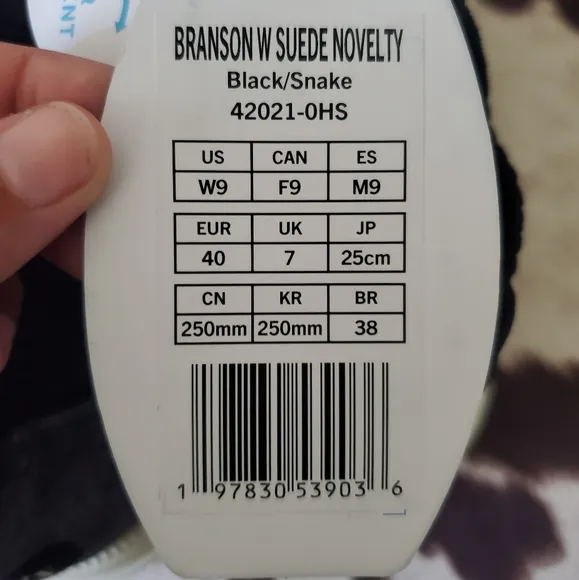 ENT
BRANSON W SUEDE NOVELTY
Black/Snake
42021-0HS
US CAN ES
W9 F9 M9
EUR UK JP
40 7 25cm
CN KR BR
250mm 250mm 38
1 97830 53903 6